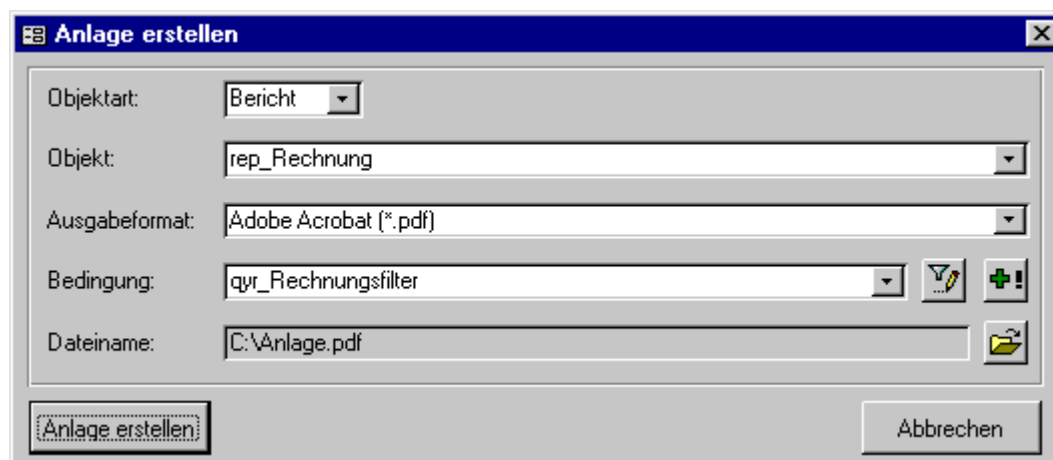 Anlage erstellen
Objektart: Bericht
Objekt: rep_Rechnung
Ausgabeformat: Adobe Acrobat (*.pdf)
Bedingung: qyr_Rechnungsfilter
Dateiname: C:\Anlage.pdf
Anlage erstellen Abbrechen